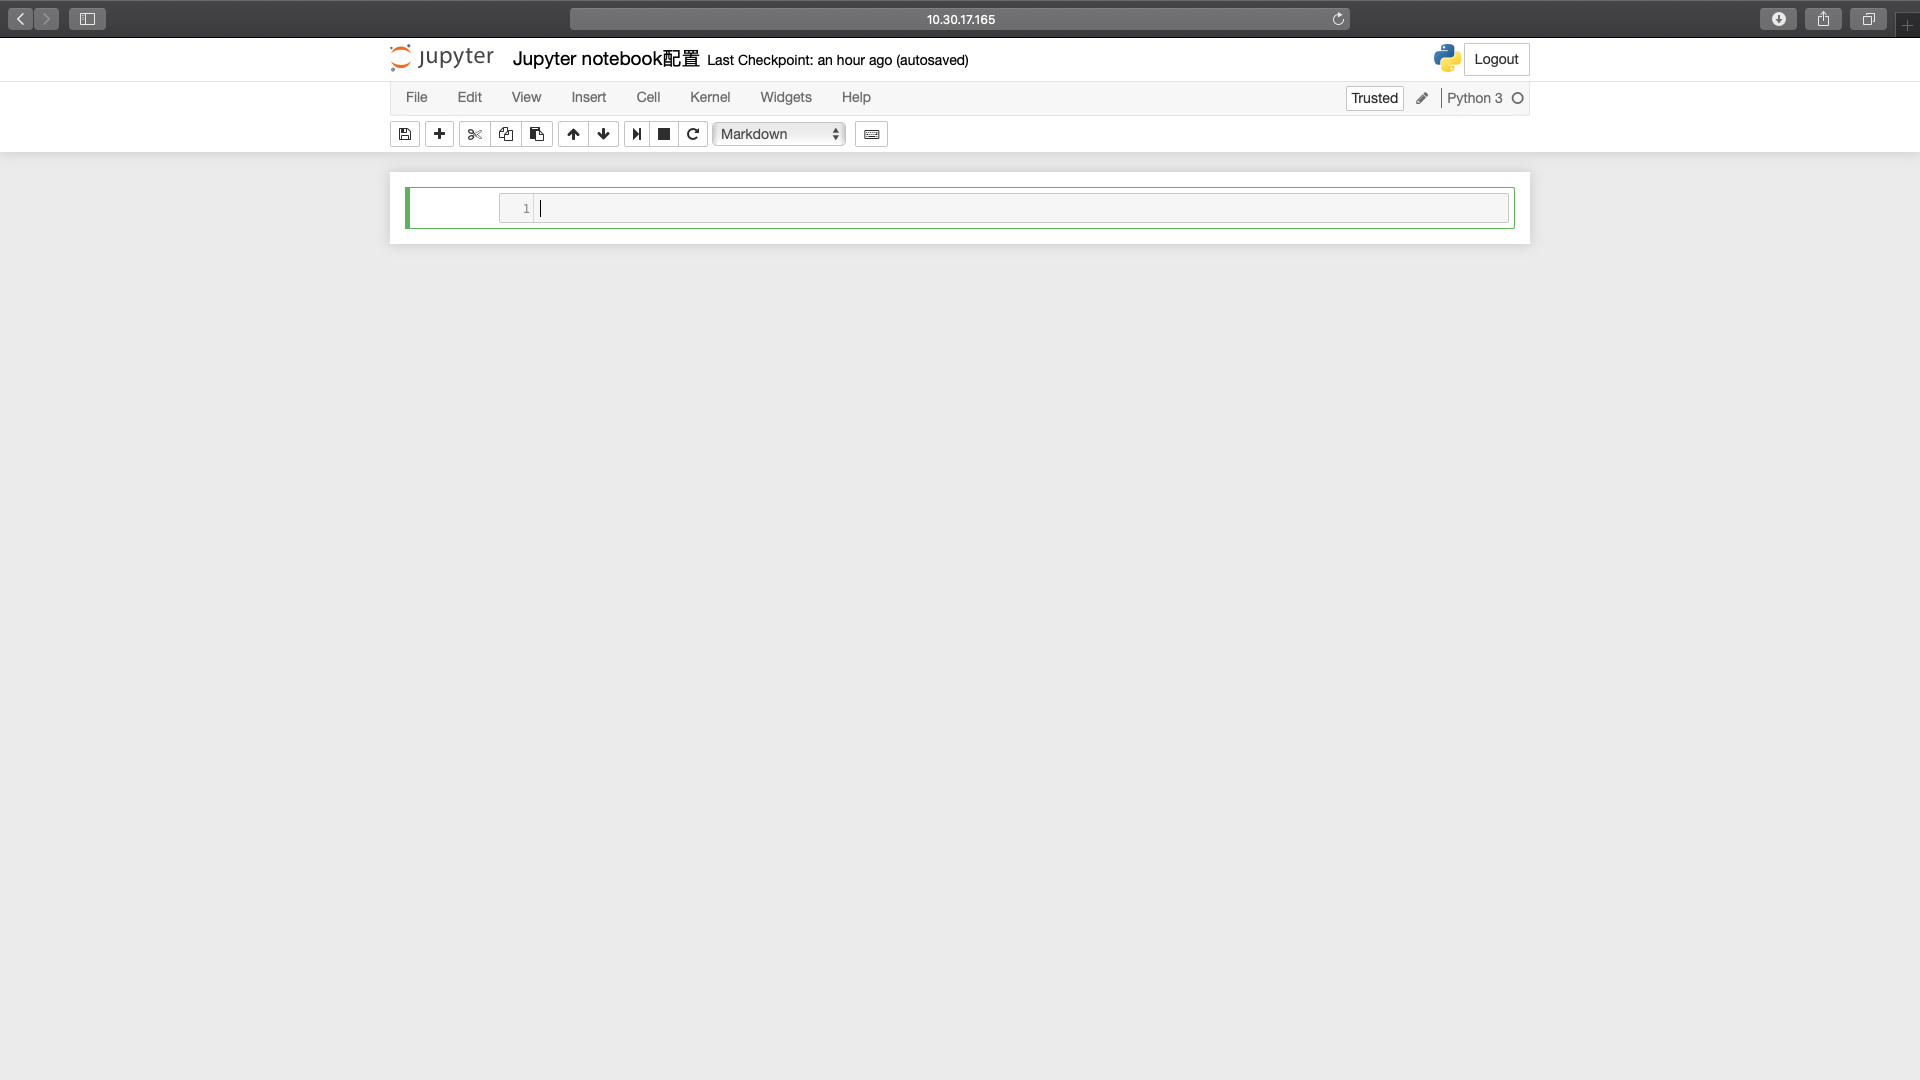 10.30.17.165
jupyter Jupyter notebook配置 Last Checkpoint: an hour ago (autosaved) Logout
File Edit View Insert Cell Kernel Widgets Help Trusted Python 3
Markdown
1